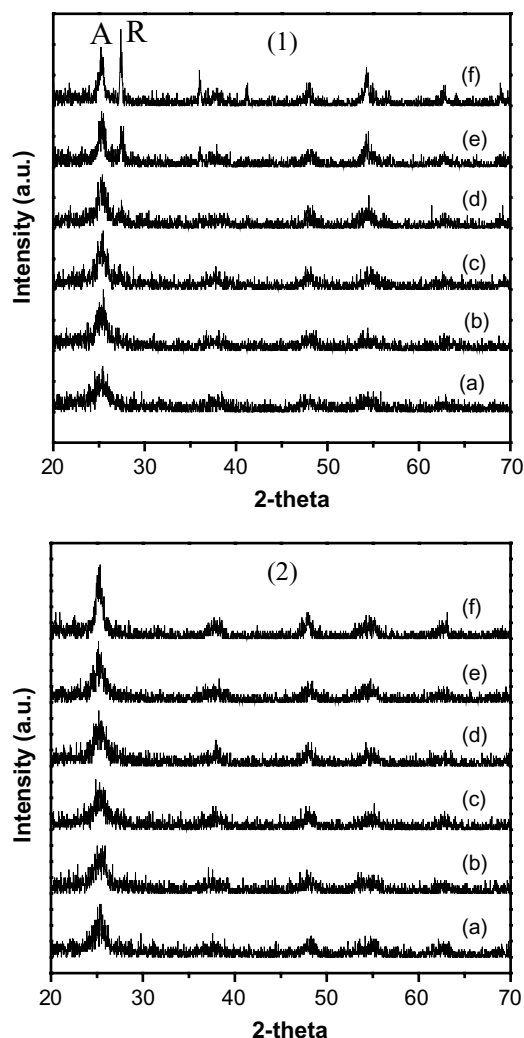 A R (1)
(f)
(e)
(d)
(c)
(b)
(a)
Intensity (a.u.)
20 30 40 50 60 70
2-theta
(2)
(f)
(e)
(d)
(c)
(b)
(a)
Intensity (a.u.)
20 30 40 50 60 70
2-theta